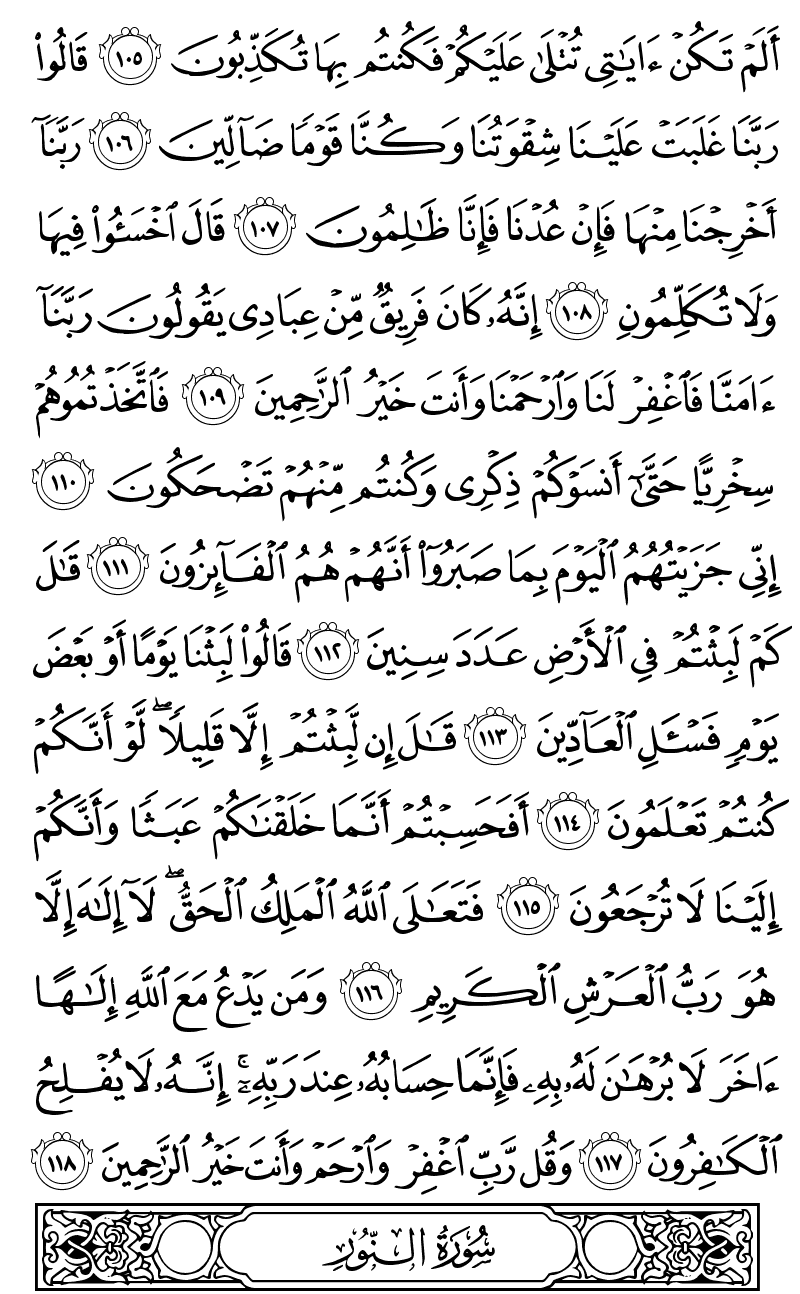 أَلَمْ تَكُنْ ءَايَٰتِى تُتْلَىٰ عَلَيْكُمْ فَكُنتُم بِهَا تُكَذِّبُونَ ١٠٥ قَالُوا۟
رَبَّنَا غَلَبَتْ عَلَيْنَا شِقْوَتُنَا وَكُنَّا قَوْمًا ضَآلِّينَ ١٠٦ رَبَّنَآ
أَخْرِجْنَا مِنْهَا فَإِنْ عُدْنَا فَإِنَّا ظَٰلِمُونَ ١٠٧ قَالَ ٱخْسَـُٔوا۟ فِيهَا
وَلَا تُكَلِّمُونِ ١٠٨ إِنَّهُۥ كَانَ فَرِيقٌ مِّنْ عِبَادِى يَقُولُونَ رَبَّنَآ
ءَامَنَّا فَٱغْفِرْ لَنَا وَٱرْحَمْنَا وَأَنتَ خَيْرُ ٱلرَّٰحِمِينَ ١٠٩ فَٱتَّخَذْتُمُوهُمْ
سِخْرِيًّا حَتَّىٰٓ أَنسَوْكُمْ ذِكْرِى وَكُنتُم مِّنْهُمْ تَضْحَكُونَ ١١٠
إِنِّى جَزَيْتُهُمُ ٱلْيَوْمَ بِمَا صَبَرُوٓا۟ أَنَّهُمْ هُمُ ٱلْفَآئِزُونَ ١١١ قَٰلَ
كَمْ لَبِثْتُمْ فِى ٱلْأَرْضِ عَدَدَ سِنِينَ ١١٢ قَالُوا۟ لَبِثْنَا يَوْمًا أَوْ بَعْضَ
يَوْمٍ فَسْـَٔلِ ٱلْعَآدِّينَ ١١٣ قَٰلَ إِن لَّبِثْتُمْ إِلَّا قَلِيلًا ۖ لَّوْ أَنَّكُمْ
كُنتُمْ تَعْلَمُونَ ١١٤ أَفَحَسِبْتُمْ أَنَّمَا خَلَقْنَٰكُمْ عَبَثًا وَأَنَّكُمْ
إِلَيْنَا لَا تُرْجَعُونَ ١١٥ فَتَعَٰلَى ٱللَّهُ ٱلْمَلِكُ ٱلْحَقُّ ۖ لَآ إِلَٰهَ إِلَّا
هُوَ رَبُّ ٱلْعَرْشِ ٱلْكَرِيمِ ١١٦ وَمَن يَدْعُ مَعَ ٱللَّهِ إِلَٰهًا
ءَاخَرَ لَا بُرْهَٰنَ لَهُۥ بِهِۦ فَإِنَّمَا حِسَابُهُۥ عِندَ رَبِّهِۦٓ ۚ إِنَّهُۥ لَا يُفْلِحُ
ٱلْكَٰفِرُونَ ١١٧ وَقُل رَّبِّ ٱغْفِرْ وَٱرْحَمْ وَأَنتَ خَيْرُ ٱلرَّٰحِمِينَ ١١٨
سُورَةُ النُّورِ